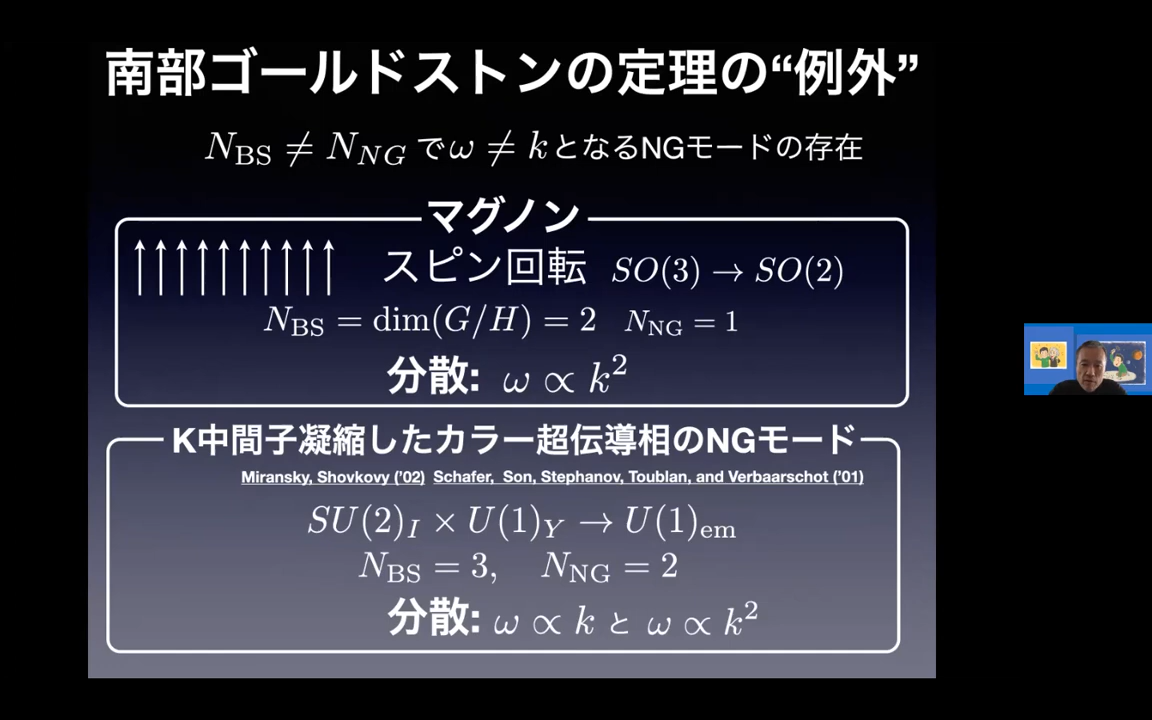 南部ゴールドストンの定理の“例外”
N_BS ≠ N_NG でω ≠ kとなるNGモードの存在
マグノン
スピン回転 SO(3) → SO(2)
N_BS = dim(G/H) = 2 N_NG = 1
分散: ω ∝ k²
K中間子凝縮したカラー超伝導相のNGモード
Miransky, Shovkovy (’02) Schafer, Son, Stephanov, Toublan, and Verbaarschot (’01)
SU(2)_I × U(1)_Y → U(1)_em
N_BS = 3, N_NG = 2
分散: ω ∝ k と ω ∝ k²